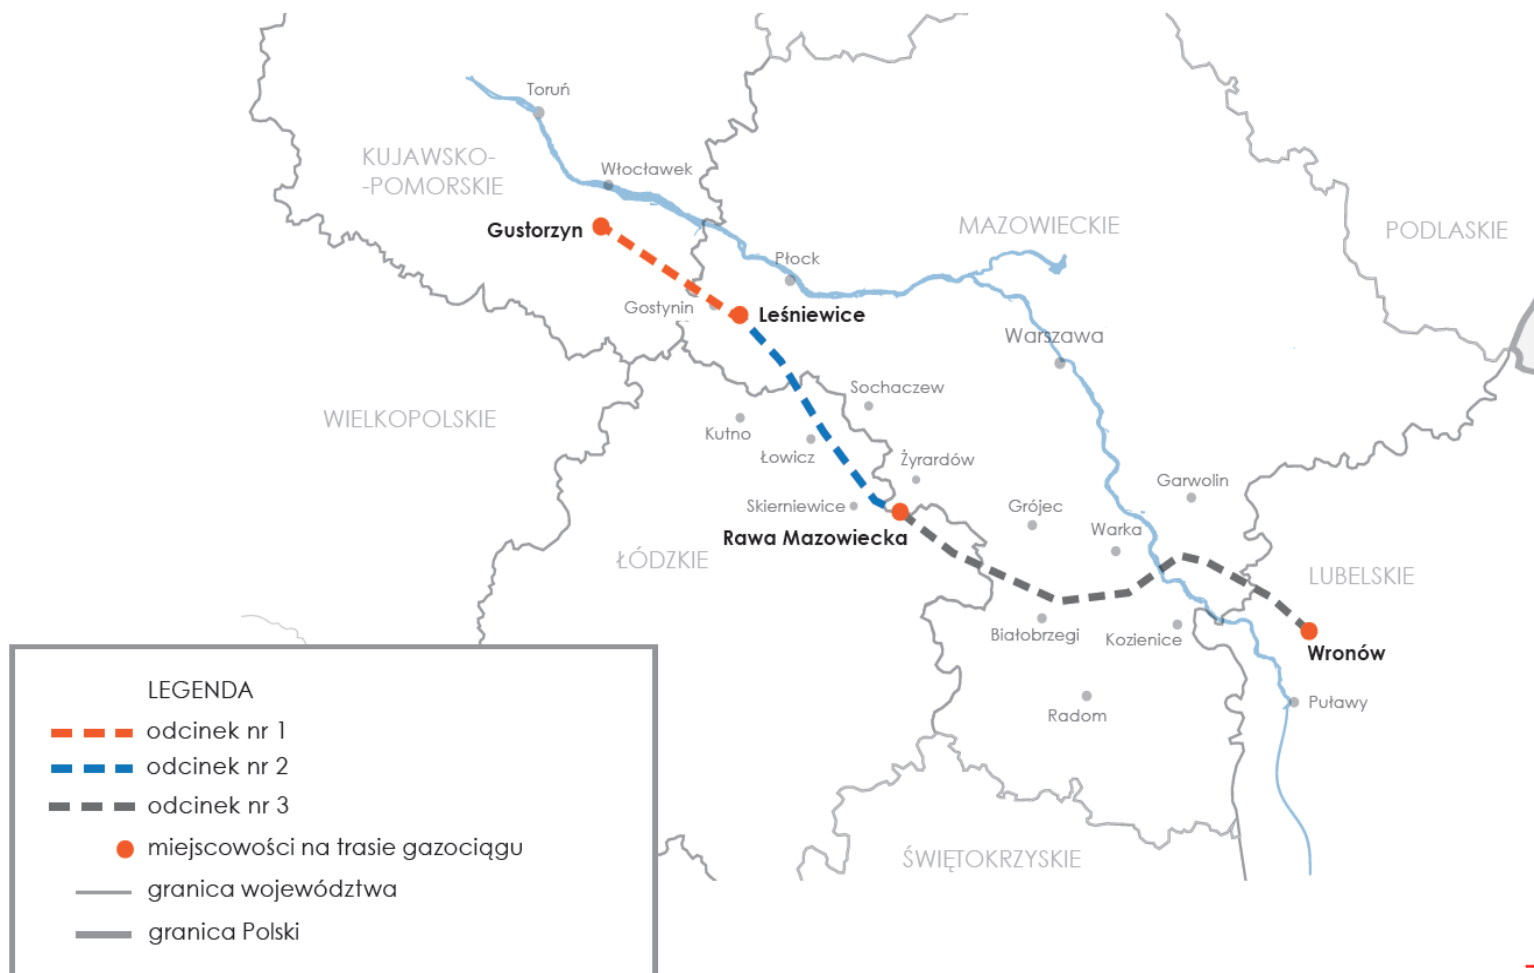 Toruń
KUJAWSKO-
-POMORSKIE
Włocławek
Gustorzyn
MAZOWIECKIE
PODLASKIE
Płock
Gostynin
Leśniewice
Warszawa
Sochaczew
WIELKOPOLSKIE
Kutno
Łowicz
Żyrardów
Garwolin
Skierniewice
Grójec
Rawa Mazowiecka
Warka
ŁÓDZKIE
LUBELSKIE
Białobrzegi
Kozienice
Wronów
Puławy
Radom
ŚWIĘTOKRZYSKIE
LEGENDA
odcinek nr 1
odcinek nr 2
odcinek nr 3
miejscowości na trasie gazociągu
granica województwa
granica Polski